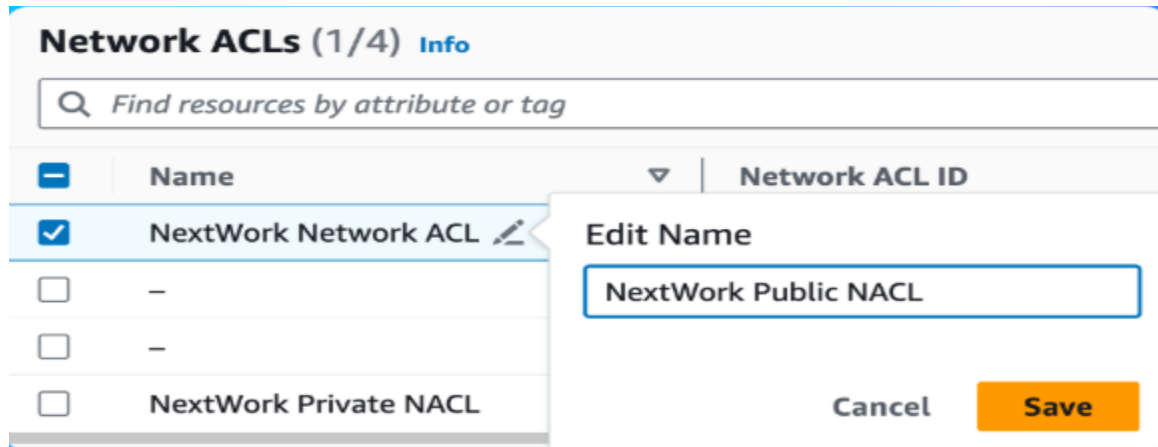 Network ACLs (1/4) Info
Find resources by attribute or tag
Name Network ACL ID
NextWork Network ACL
Edit Name
NextWork Public NACL
–
–
NextWork Private NACL
Cancel Save